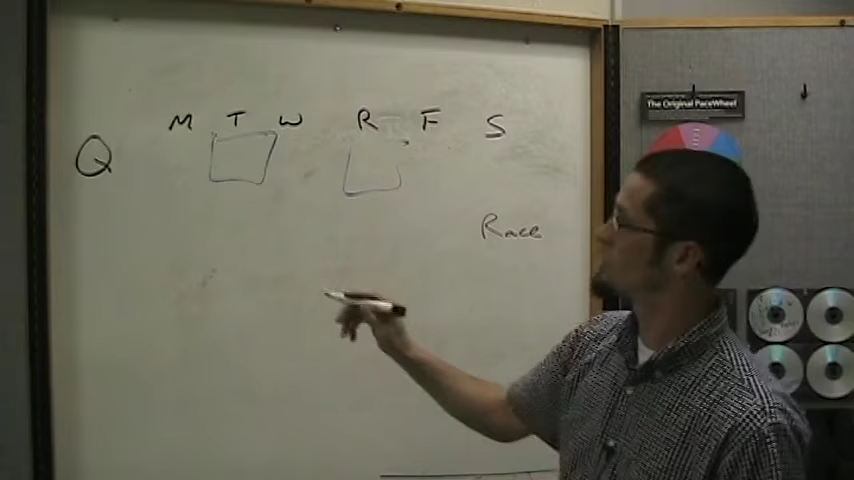 The Original PaceWheel
M T W R F S
Q
Race